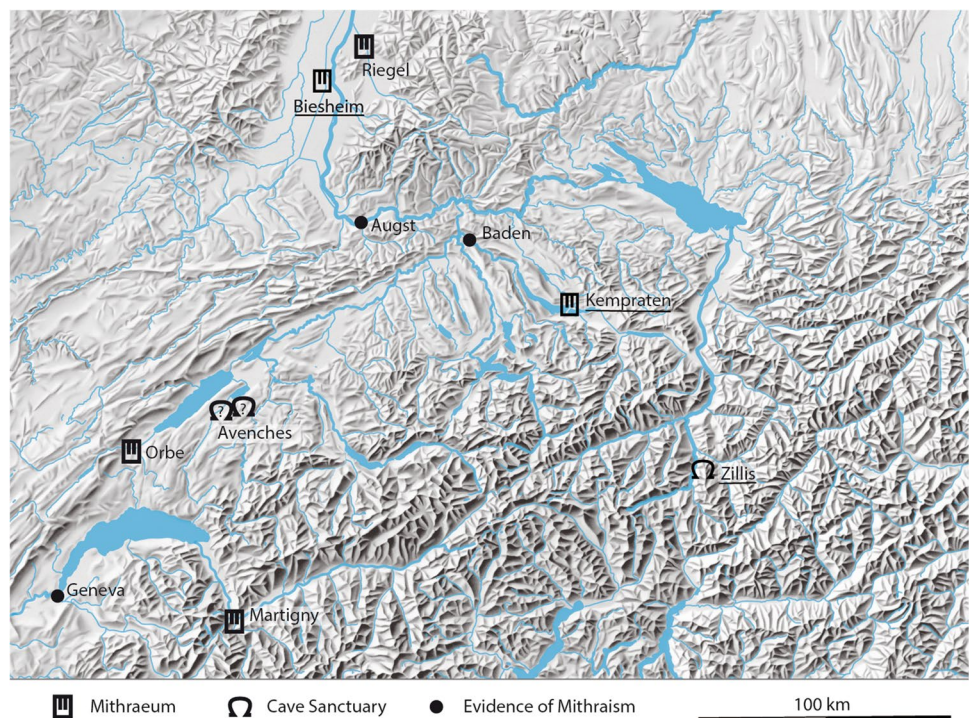 Riegel
Biesheim
Augst
Baden
Kempraten
? ?
Avenches
Orbe
Zillis
Geneva
Martigny
Mithraeum
Cave Sanctuary
Evidence of Mithraism
100 km